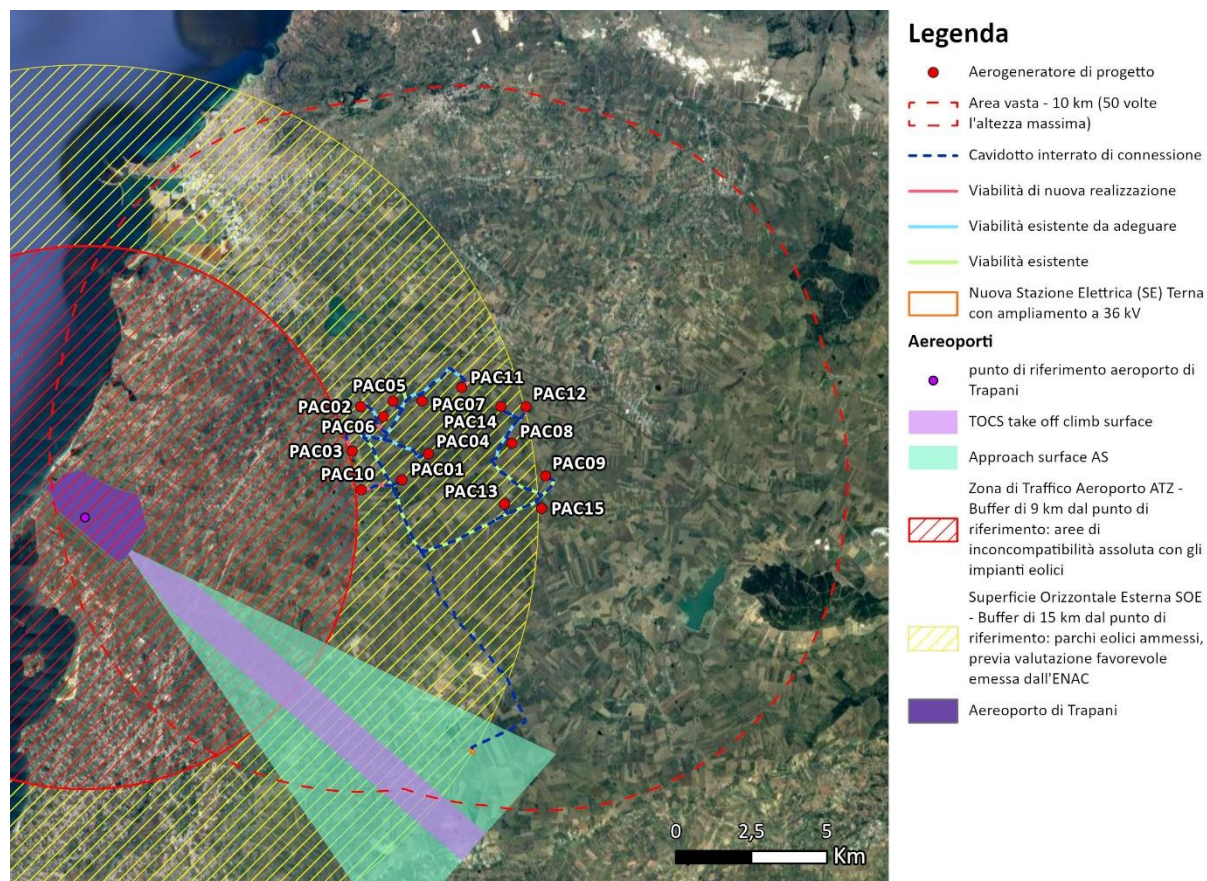 PAC11
PAC05
PAC02
PAC12
PAC07
PAC14
PAC06
PAC08
PAC04
PAC03
PAC09
PAC01
PAC10
PAC13
PAC15
0
2,5
5
Km
Legenda
Aerogeneratore di progetto
Area vasta - 10 km (50 volte
l'altezza massima)
Cavidotto interrato di connessione
Viabilità di nuova realizzazione
Viabilità esistente da adeguare
Viabilità esistente
Nuova Stazione Elettrica (SE) Terna
con ampliamento a 36 kV
Aereoporti
punto di riferimento aeroporto di
Trapani
TOCS take off climb surface
Approach surface AS
Zona di Traffico Aeroporto ATZ -
Buffer di 9 km dal punto di
riferimento: aree di
inconcompatibilità assoluta con gli
impianti eolici
Superficie Orizzontale Esterna SOE
- Buffer di 15 km dal punto di
riferimento: parchi eolici ammessi,
previa valutazione favorevole
emessa dall'ENAC
Aereoporto di Trapani